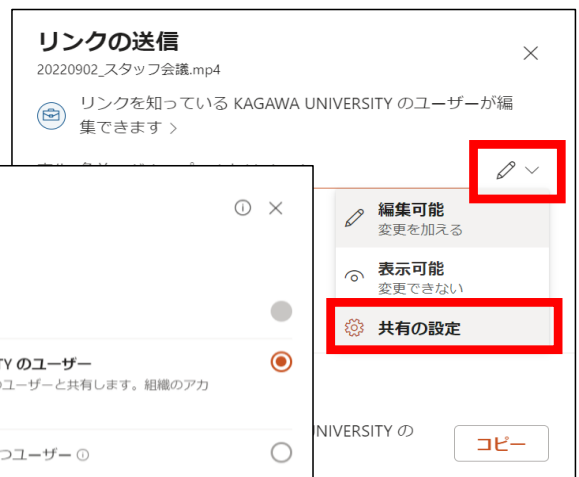 リンクの送信
20220902_スタッフ会議.mp4
リンクを知っている KAGAWA UNIVERSITY のユーザーが編
集できます >
編集可能
変更を加える
表示可能
変更できない
共有の設定
TY のユーザー
のユーザーと共有します。組織のアカ
つユーザー
NIVERSITY の
コピー